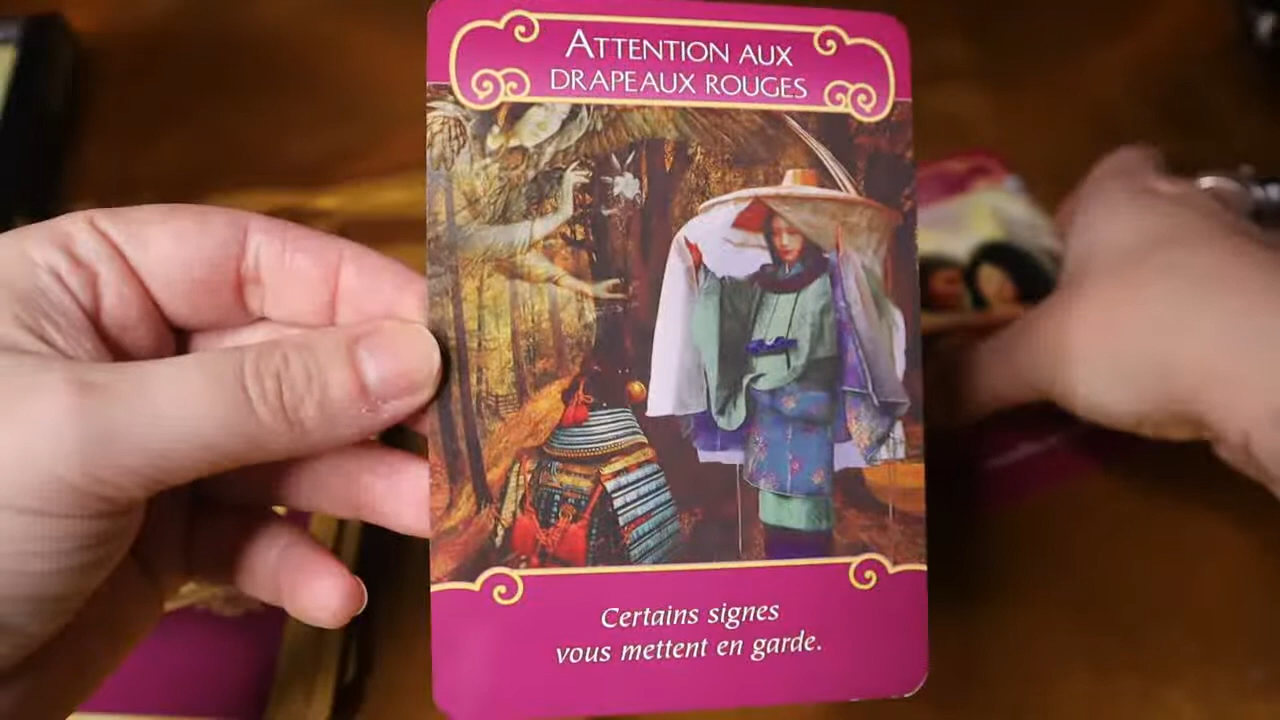 ATTENTION AUX
DRAPEAUX ROUGES
Certains signes
vous mettent en garde.